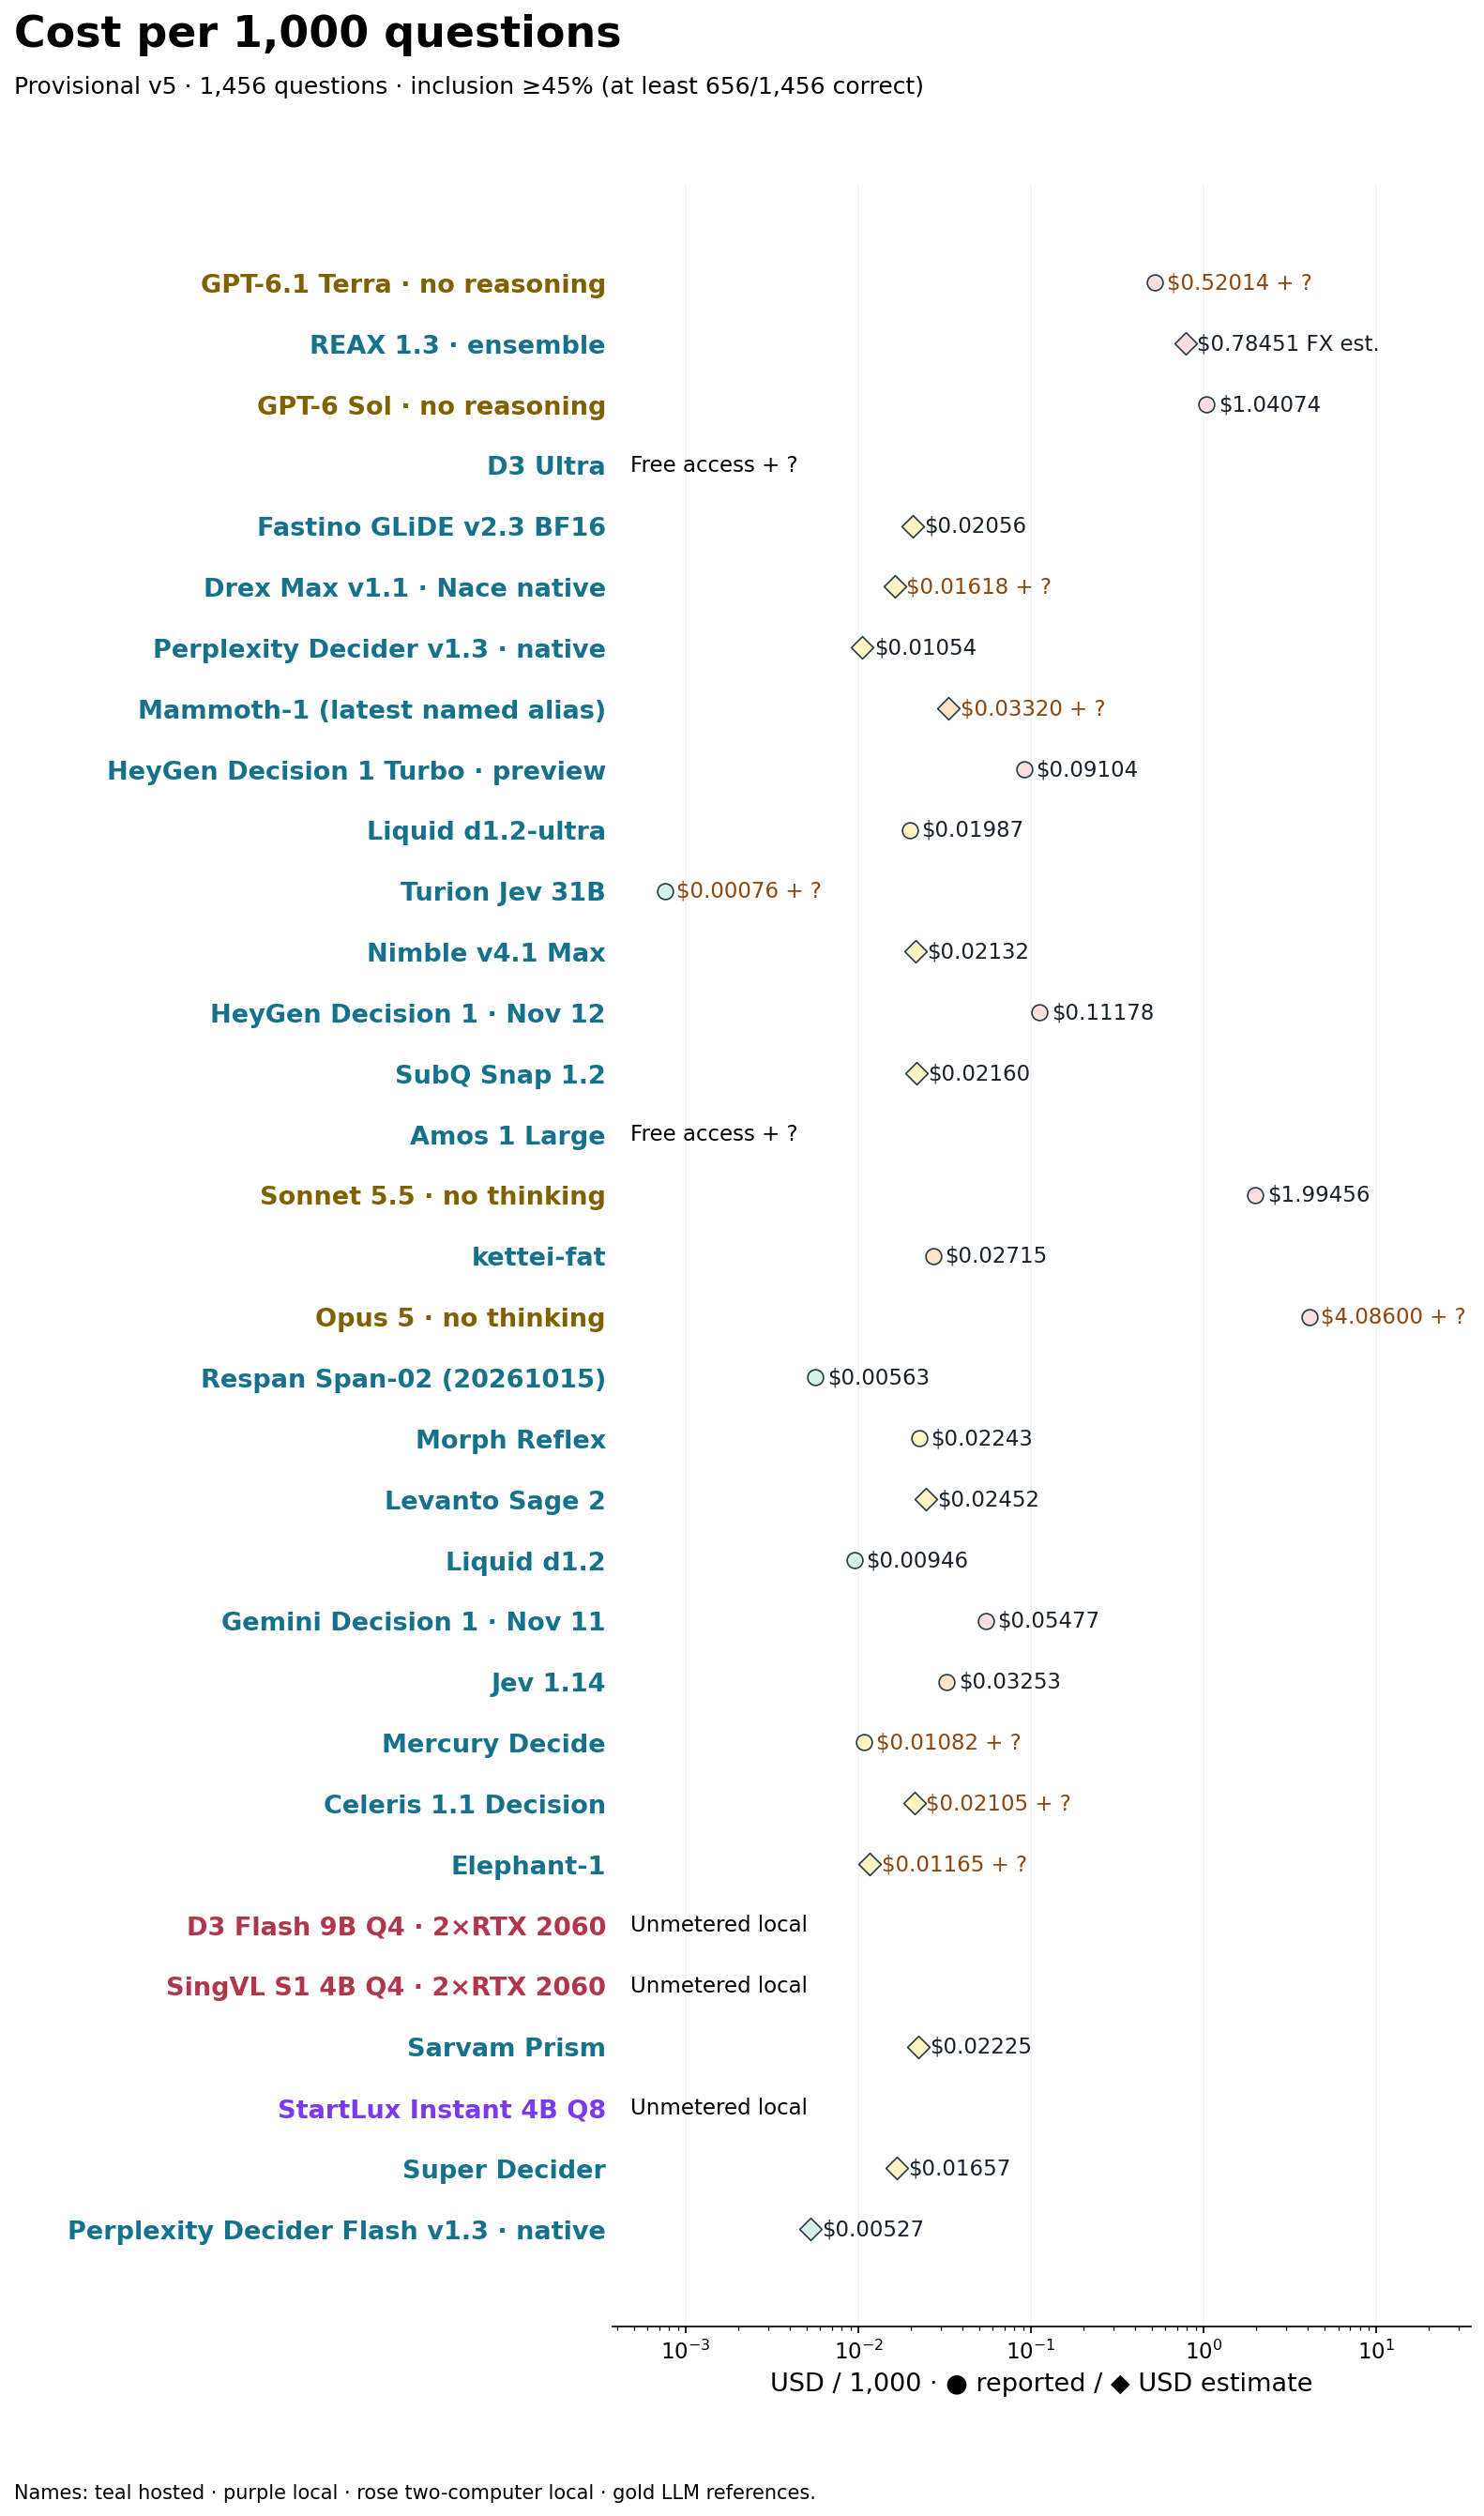 Cost per 1,000 questions
Provisional v5 · 1,456 questions · inclusion ≥45% (at least 656/1,456 correct)
GPT-6.1 Terra · no reasoning $0.52014 + ?
REAX 1.3 · ensemble $0.78451 FX est.
GPT-6 Sol · no reasoning $1.04074
D3 Ultra Free access + ?
Fastino GLiDE v2.3 BF16 $0.02056
Drex Max v1.1 · Nace native $0.01618 + ?
Perplexity Decider v1.3 · native $0.01054
Mammoth-1 (latest named alias) $0.03320 + ?
HeyGen Decision 1 Turbo · preview $0.09104
Liquid d1.2-ultra $0.01987
Turion Jev 31B $0.00076 + ?
Nimble v4.1 Max $0.02132
HeyGen Decision 1 · Nov 12 $0.11178
SubQ Snap 1.2 $0.02160
Amos 1 Large Free access + ?
Sonnet 5.5 · no thinking $1.99456
kettei-fat $0.02715
Opus 5 · no thinking $4.08600 + ?
Respan Span-02 (20261015) $0.00563
Morph Reflex $0.02243
Levanto Sage 2 $0.02452
Liquid d1.2 $0.00946
Gemini Decision 1 · Nov 11 $0.05477
Jev 1.14 $0.03253
Mercury Decide $0.01082 + ?
Celeris 1.1 Decision $0.02105 + ?
Elephant-1 $0.01165 + ?
D3 Flash 9B Q4 · 2×RTX 2060 Unmetered local
SingVL S1 4B Q4 · 2×RTX 2060 Unmetered local
Sarvam Prism $0.02225
StartLux Instant 4B Q8 Unmetered local
Super Decider $0.01657
Perplexity Decider Flash v1.3 · native $0.00527
10⁻³ 10⁻² 10⁻¹ 10⁰ 10¹
USD / 1,000 · ● reported / ◆ USD estimate
Names: teal hosted · purple local · rose two-computer local · gold LLM references.